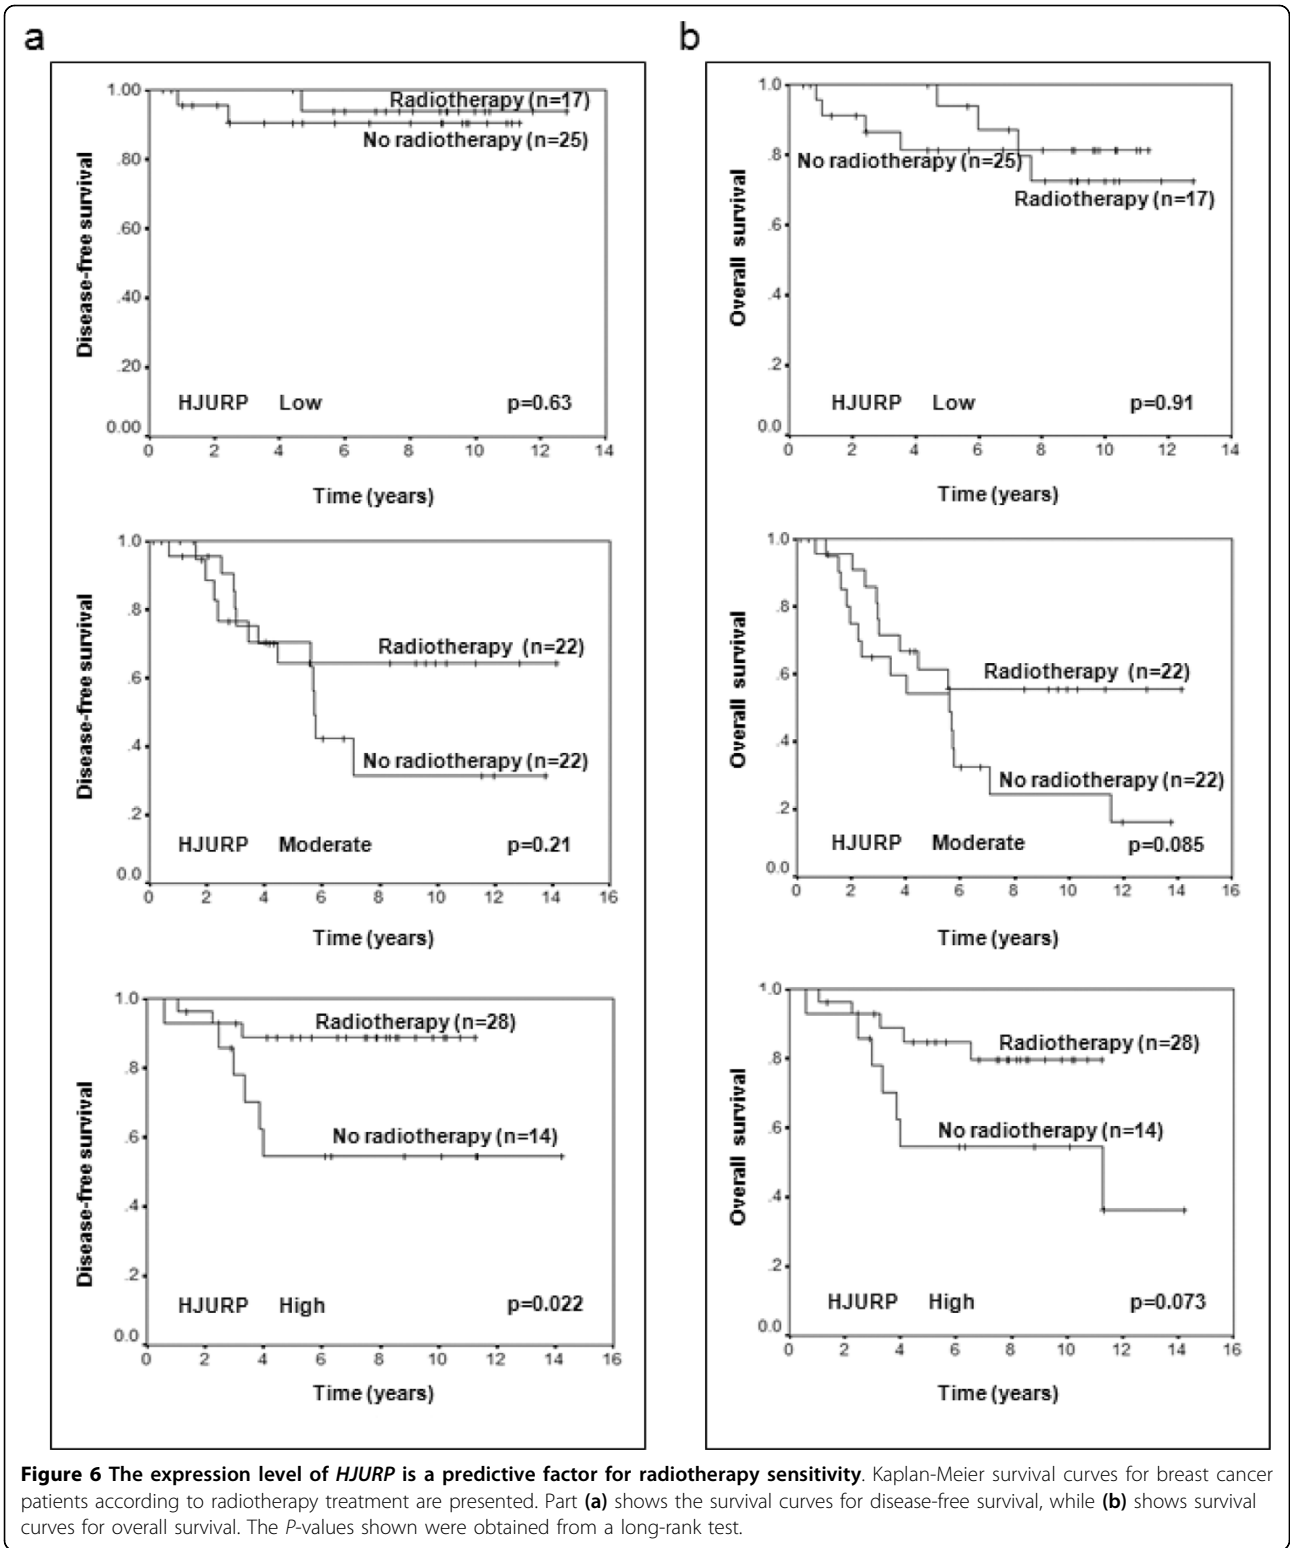 a
1.00
.80
.60
.40
.20
0.00
Disease-free survival
Radiotherapy (n=17)
No radiotherapy (n=25)
HJURP Low p=0.63
0 2 4 6 8 10 12 14
Time (years)
1.0
.8
.6
.4
.2
0.0
Disease-free survival
Radiotherapy (n=22)
No radiotherapy (n=22)
HJURP Moderate p=0.21
0 2 4 6 8 10 12 14 16
Time (years)
1.0
.8
.6
.4
.2
0.0
Disease-free survival
Radiotherapy (n=28)
No radiotherapy (n=14)
HJURP High p=0.022
0 2 4 6 8 10 12 14 16
Time (years)
b
1.0
.8
.6
.4
.2
0.0
Overall survival
No radiotherapy (n=25)
Radiotherapy (n=17)
HJURP Low p=0.91
0 2 4 6 8 10 12 14
Time (years)
1.0
.8
.6
.4
.2
0.0
Overall survival
Radiotherapy (n=22)
No radiotherapy (n=22)
HJURP Moderate p=0.085
0 2 4 6 8 10 12 14 16
Time (years)
1.0
.8
.6
.4
.2
0.0
Overall survival
Radiotherapy (n=28)
No radiotherapy (n=14)
HJURP High p=0.073
0 2 4 6 8 10 12 14 16
Time (years)
Figure 6 The expression level of HJURP is a predictive factor for radiotherapy sensitivity. Kaplan-Meier survival curves for breast cancer
patients according to radiotherapy treatment are presented. Part (a) shows the survival curves for disease-free survival, while (b) shows survival
curves for overall survival. The P-values shown were obtained from a long-rank test.